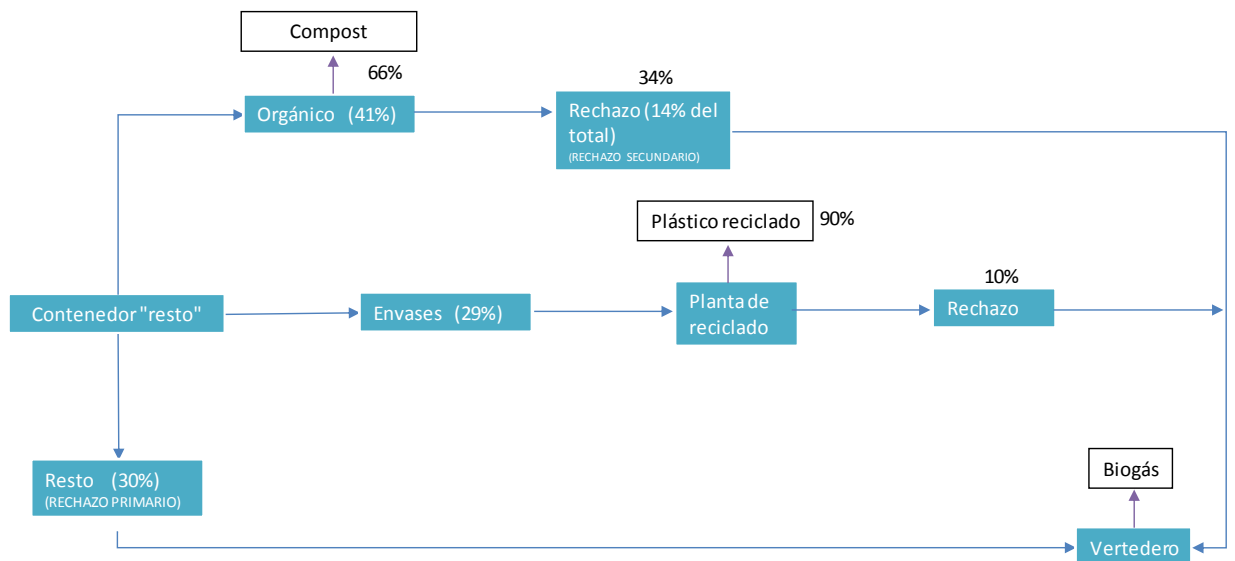 Compost
66%
34%
Orgánico (41%)
Rechazo (14% del
total)
(RECHAZO SECUNDARIO)
Plástico reciclado
90%
10%
Contenedor "resto"
Envases (29%)
Planta de
reciclado
Rechazo
Resto (30%)
(RECHAZO PRIMARIO)
Biogás
Vertedero